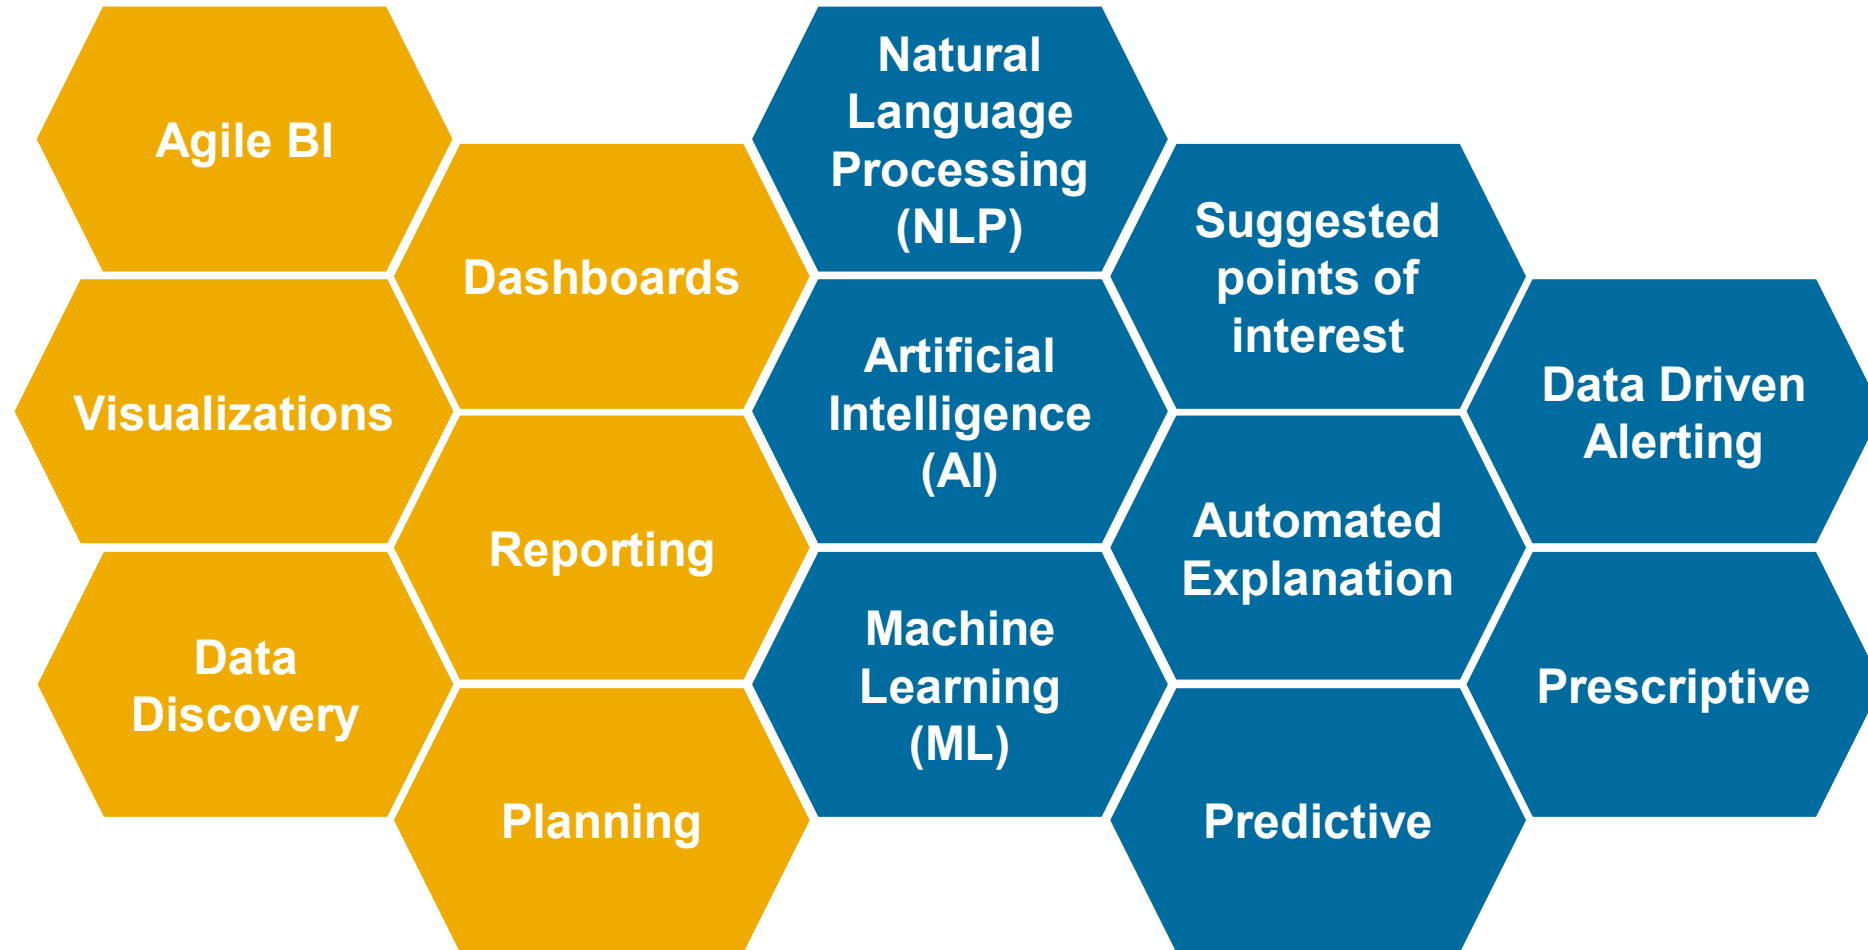 Agile BI
Visualizations
Data
Discovery
Dashboards
Reporting
Planning
Natural
Language
Processing
(NLP)
Artificial
Intelligence
(AI)
Machine
Learning
(ML)
Suggested
points of
interest
Automated
Explanation
Predictive
Data Driven
Alerting
Prescriptive